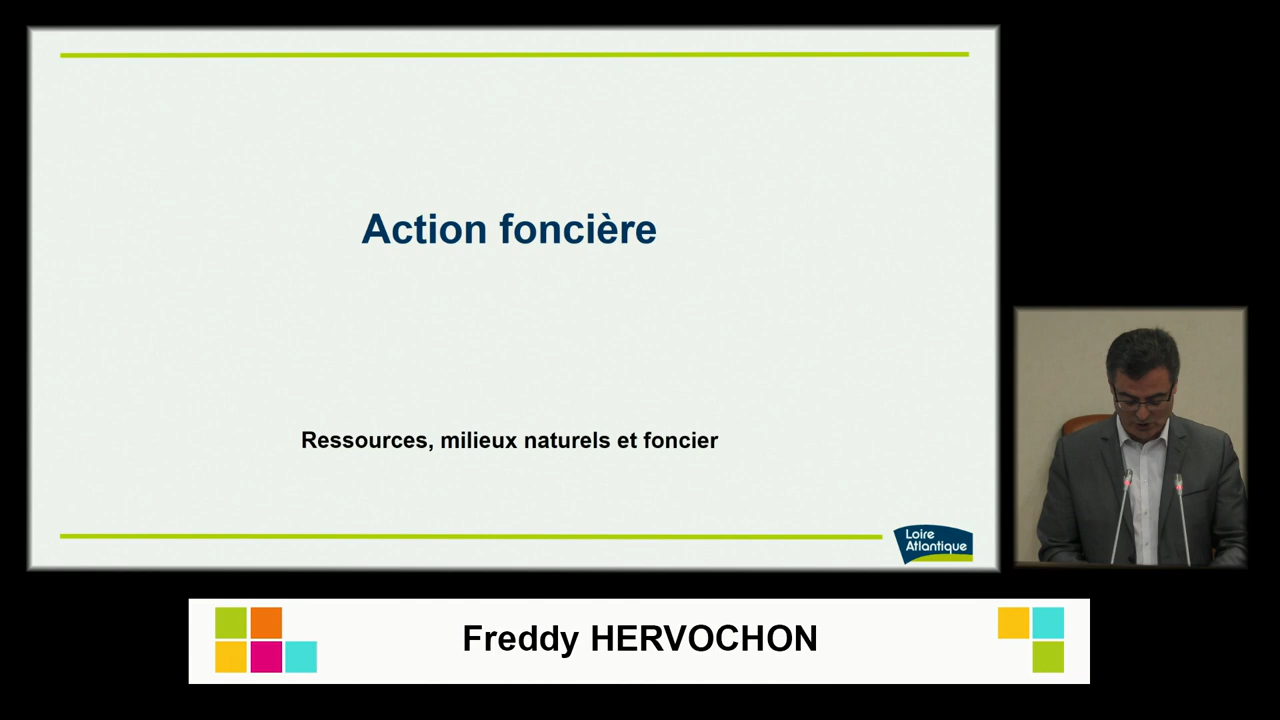 Action foncière
Ressources, milieux naturels et foncier
Loire
Atlantique
Freddy HERVOCHON